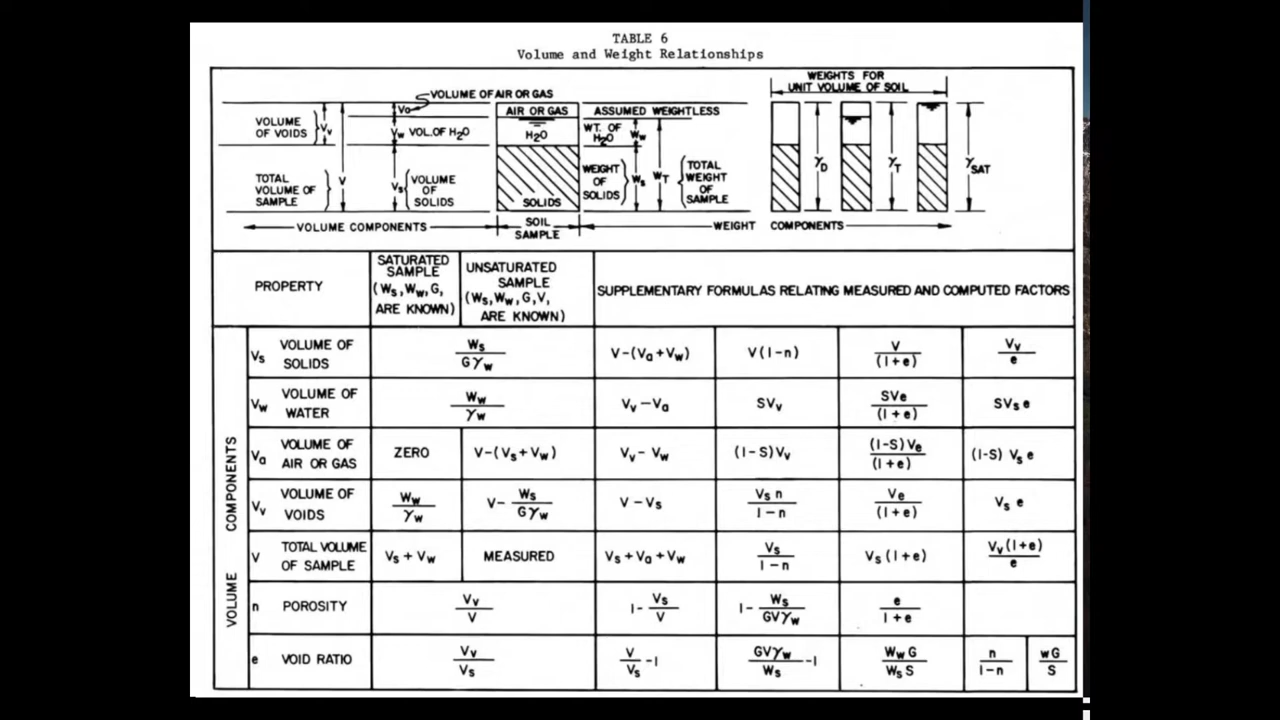 TABLE 6
Volume and Weight Relationships
VOLUME OF AIR OR GAS
WEIGHTS FOR
UNIT VOLUME OF SOIL
VOLUME
OF VOIDS
Vv
V
Va
Vw VOL. OF H2O
AIR OR GAS
H2O
ASSUMED WEIGHTLESS
WT. OF
H2O
Ww
TOTAL
VOLUME OF
SAMPLE
Vs
VOLUME
OF
SOLIDS
SOLIDS
WEIGHT
OF
SOLIDS
Ws
WT
TOTAL
WEIGHT
OF
SAMPLE
γD
γT
γSAT
VOLUME COMPONENTS
SOIL
SAMPLE
WEIGHT COMPONENTS
PROPERTY
SATURATED
SAMPLE
(Ws,Ww,G,
ARE KNOWN)
UNSATURATED
SAMPLE
(Ws,Ww,G,V,
ARE KNOWN)
SUPPLEMENTARY FORMULAS RELATING MEASURED AND COMPUTED FACTORS
VOLUME COMPONENTS
Vs VOLUME OF SOLIDS Ws/Gγw V-(Va+Vw) V(1-n) V/(1+e) Vv/e
Vw VOLUME OF WATER Ww/γw Vv-Va SVv SVe/(1+e) SVse
Va VOLUME OF AIR OR GAS ZERO V-(Vs+Vw) Vv-Vw (1-S)Vv (1-S)Ve/(1+e) (1-S) Vse
Vv VOLUME OF VOIDS Ww/γw V-Ws/Gγw V-Vs Vsn/1-n Ve/(1+e) Vse
V TOTAL VOLUME OF SAMPLE Vs+Vw MEASURED Vs+Va+Vw Vs/1-n Vs(1+e) Vv(1+e)/e
n POROSITY Vv/V 1-Vs/V 1-Ws/GVγw e/1+e
e VOID RATIO Vv/Vs V/Vs-1 GVγw/Ws-1 WwG/WsS n/1-n wG/S